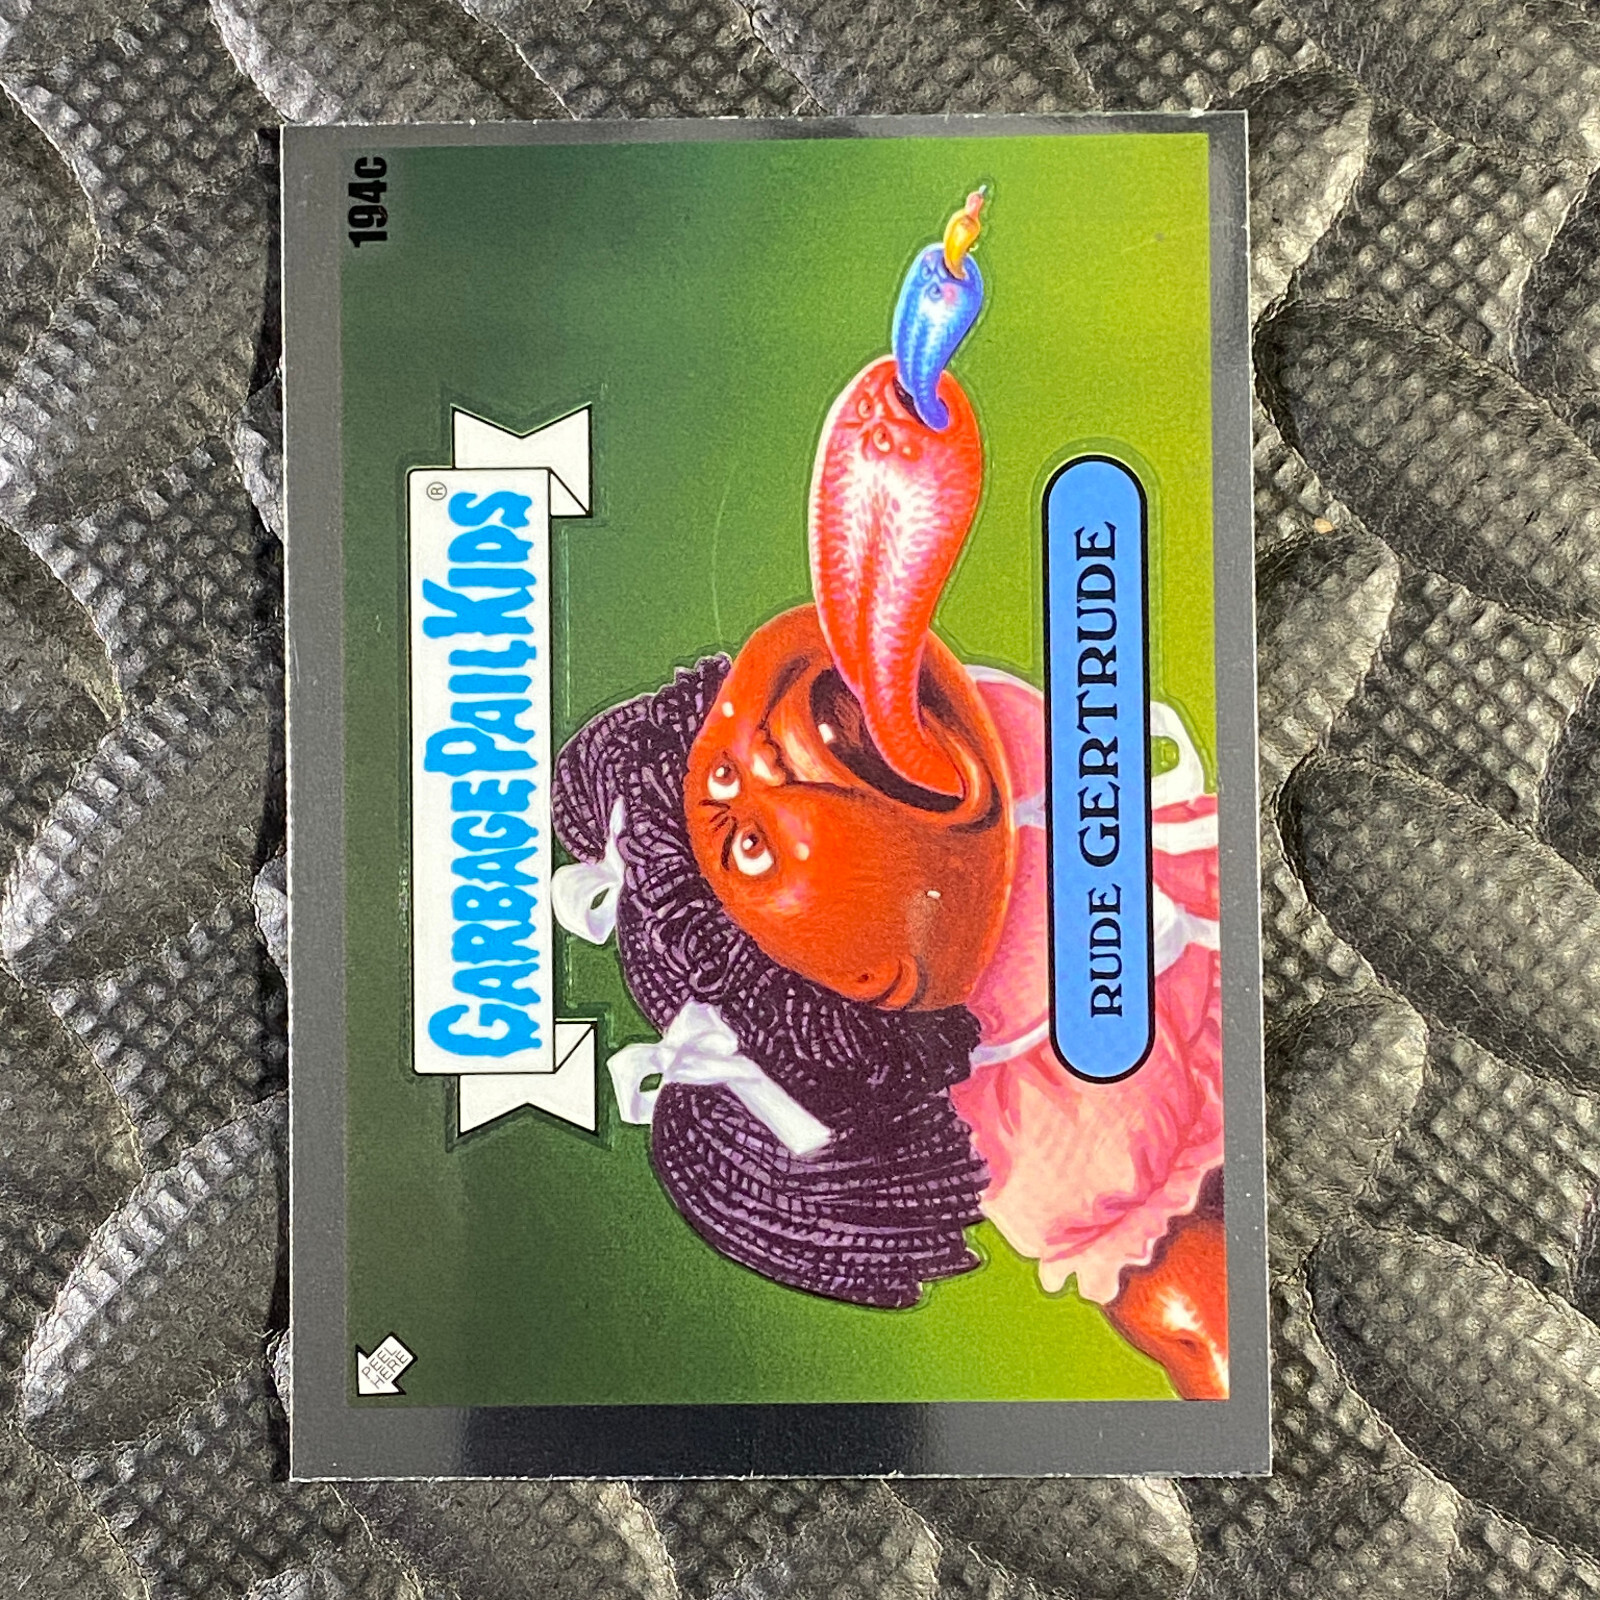 194c
GARBAGE PAIL KIDS®
RUDE GERTRUDE
PEEL
HERE